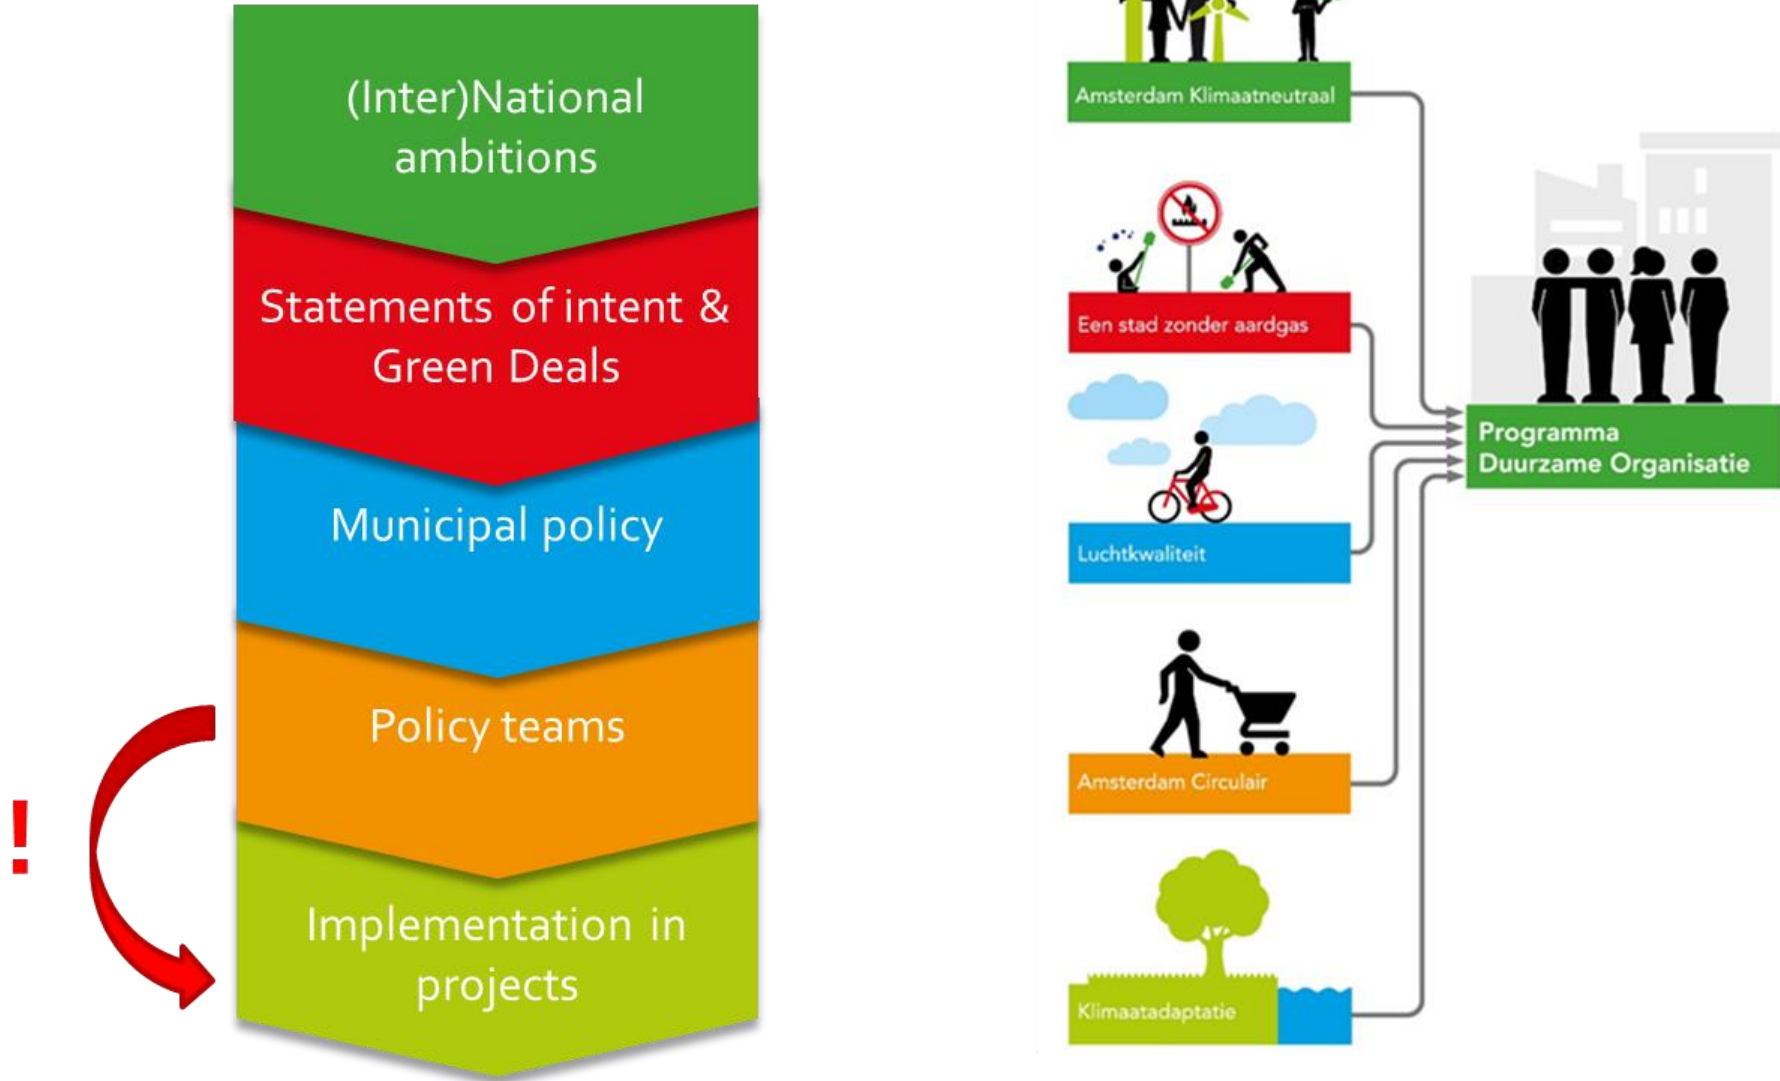 (Inter)National
ambitions
Statements of intent &
Green Deals
Municipal policy
Policy teams
Implementation in
projects
!
Amsterdam Klimaatneutraal
Een stad zonder aardgas
Luchtkwaliteit
Amsterdam Circulair
Klimaatadaptatie
Programma
Duurzame Organisatie